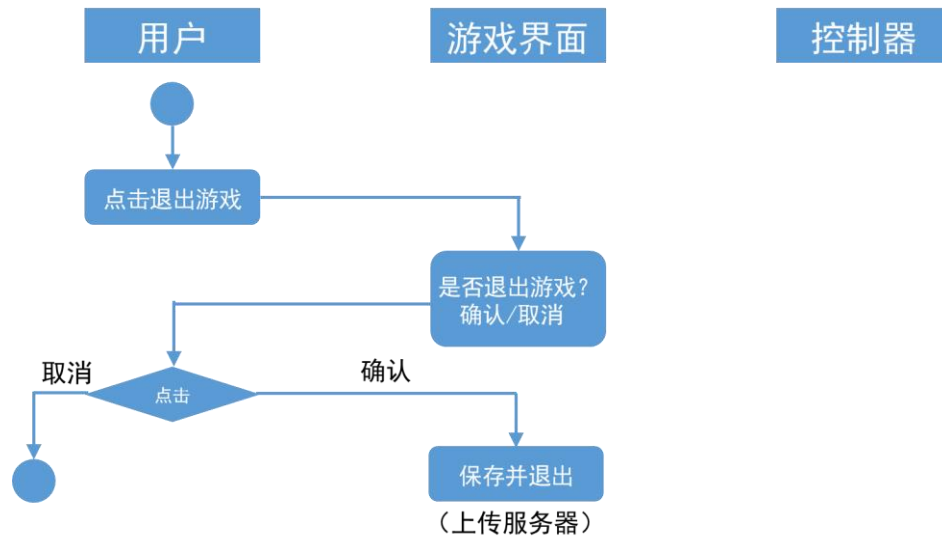 用户
游戏界面
控制器
点击退出游戏
是否退出游戏?
确认/取消
取消
点击
确认
保存并退出
(上传服务器)